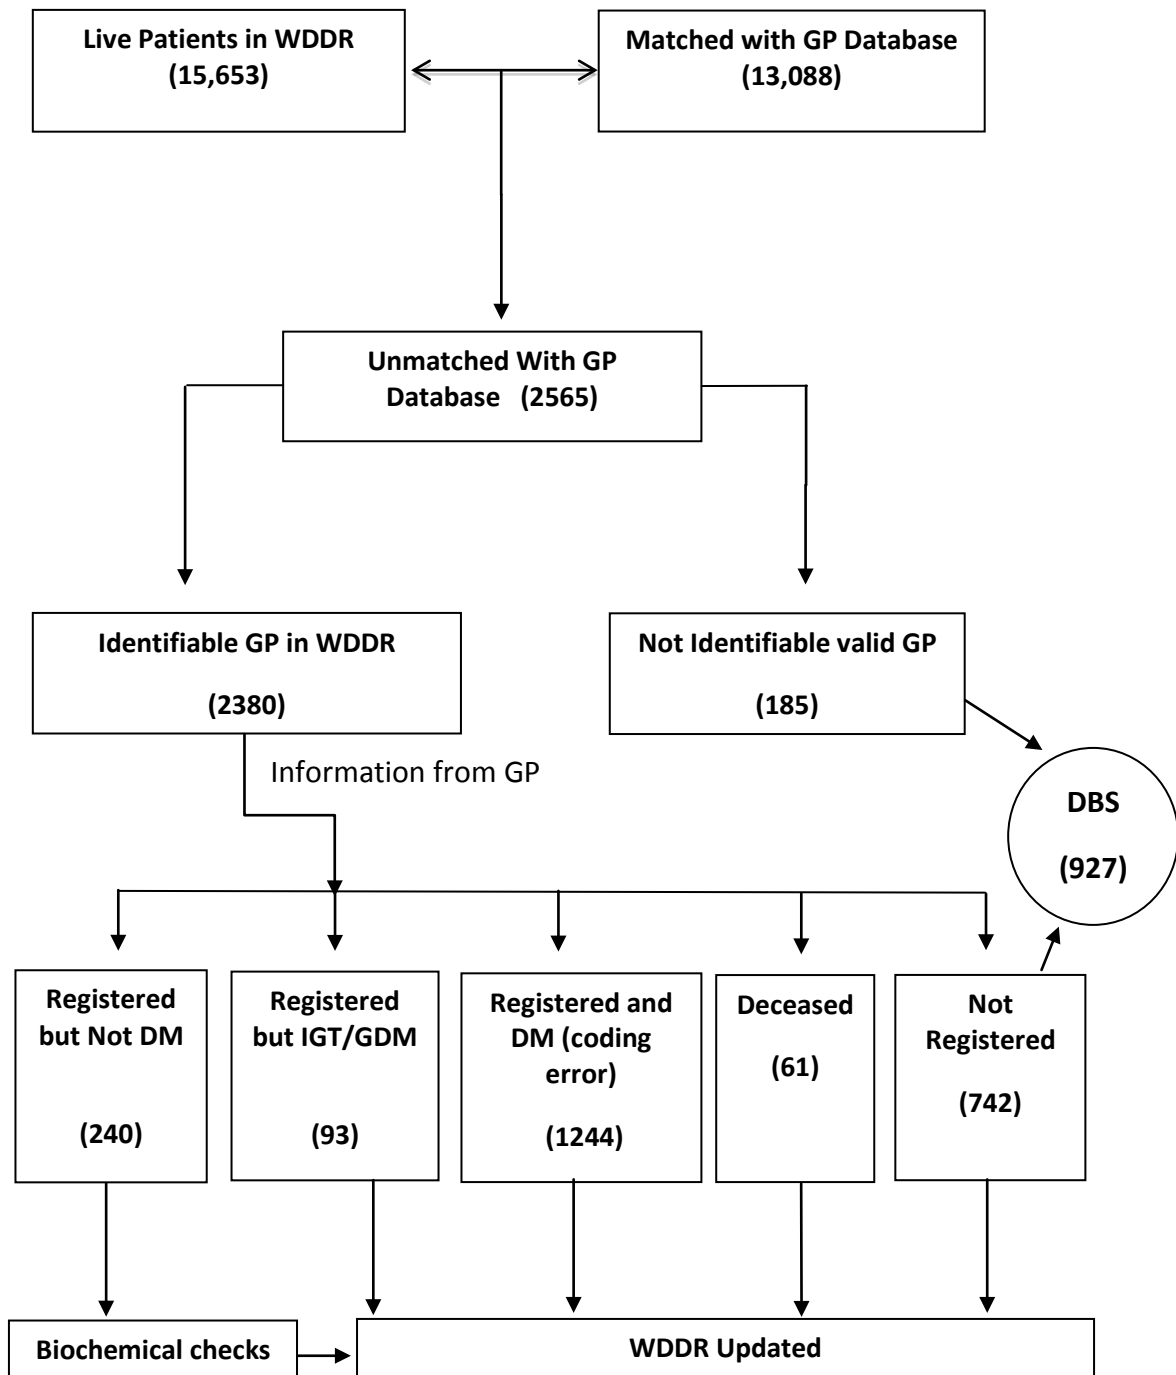 Live Patients in WDDR
(15,653)
Matched with GP Database
(13,088)
Unmatched With GP
Database (2565)
Identifiable GP in WDDR
(2380)
Not Identifiable valid GP
(185)
Information from GP
DBS
(927)
Registered
but Not DM
(240)
Registered
but IGT/GDM
(93)
Registered and
DM (coding
error)
(1244)
Deceased
(61)
Not
Registered
(742)
Biochemical checks
WDDR Updated